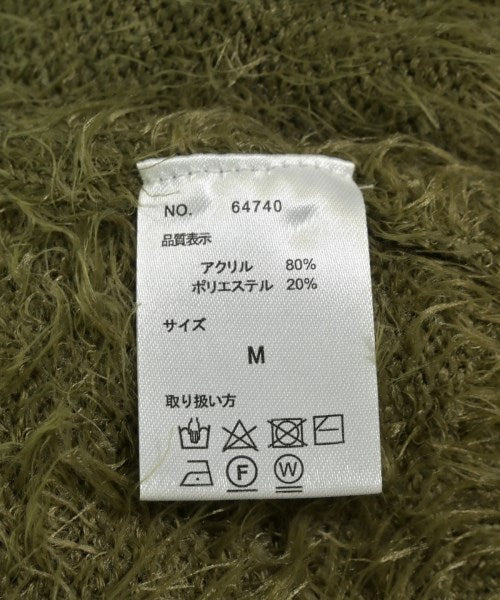 NO. 64740
品質表示
アクリル 80%
ポリエステル 20%
サイズ
M
取り扱い方
F W